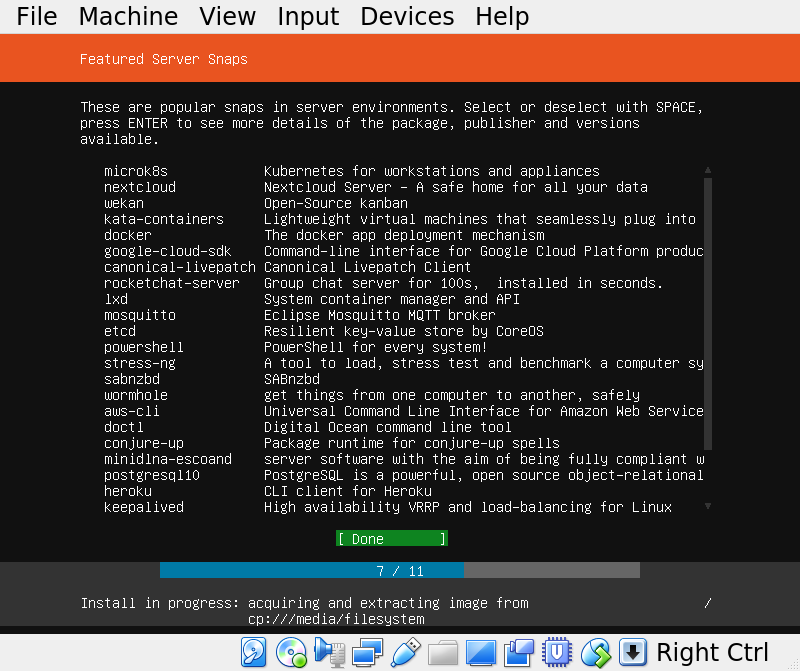 File Machine View Input Devices Help
Featured Server Snaps
These are popular snaps in server environments. Select or deselect with SPACE,
press ENTER to see more details of the package, publisher and versions
available.
microk8s Kubernetes for workstations and appliances
nextcloud Nextcloud Server - A safe home for all your data
wekan Open-Source kanban
kata-containers Lightweight virtual machines that seamlessly plug into
docker The docker app deployment mechanism
google-cloud-sdk Command-line interface for Google Cloud Platform produc
canonical-livepatch Canonical Livepatch Client
rocketchat-server Group chat server for 100s, installed in seconds.
lxd System container manager and API
mosquitto Eclipse Mosquitto MQTT broker
etcd Resilient key-value store by CoreOS
powershell PowerShell for every system!
stress-ng A tool to load, stress test and benchmark a computer sy
sabnzbd SABnzbd
wormhole get things from one computer to another, safely
aws-cli Universal Command Line Interface for Amazon Web Service
doctl Digital Ocean command line tool
conjure-up Package runtime for conjure-up spells
minidlna-escoand server software with the aim of being fully compliant w
postgresql10 PostgreSQL is a powerful, open source object-relational
heroku CLI client for Heroku
keepalived High availability VRRP and load-balancing for Linux
[ Done ]
7 / 11
Install in progress: acquiring and extracting image from /
cp:///media/filesystem
Right Ctrl